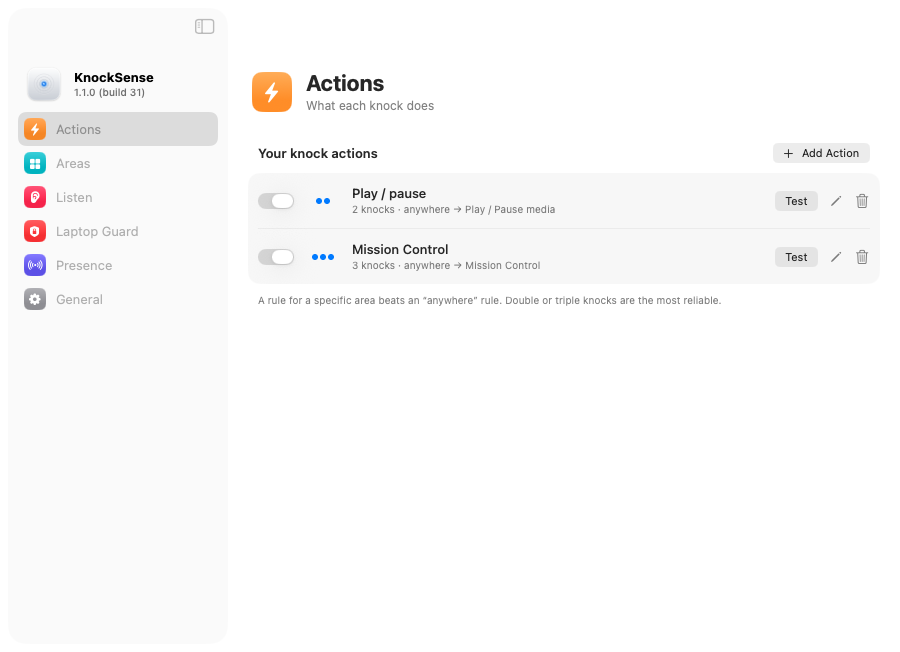 KnockSense
1.1.0 (build 31)
Actions
Areas
Listen
Laptop Guard
Presence
General
Actions
What each knock does
Your knock actions
+ Add Action
Play / pause
2 knocks · anywhere → Play / Pause media
Test
Mission Control
3 knocks · anywhere → Mission Control
Test
A rule for a specific area beats an “anywhere” rule. Double or triple knocks are the most reliable.